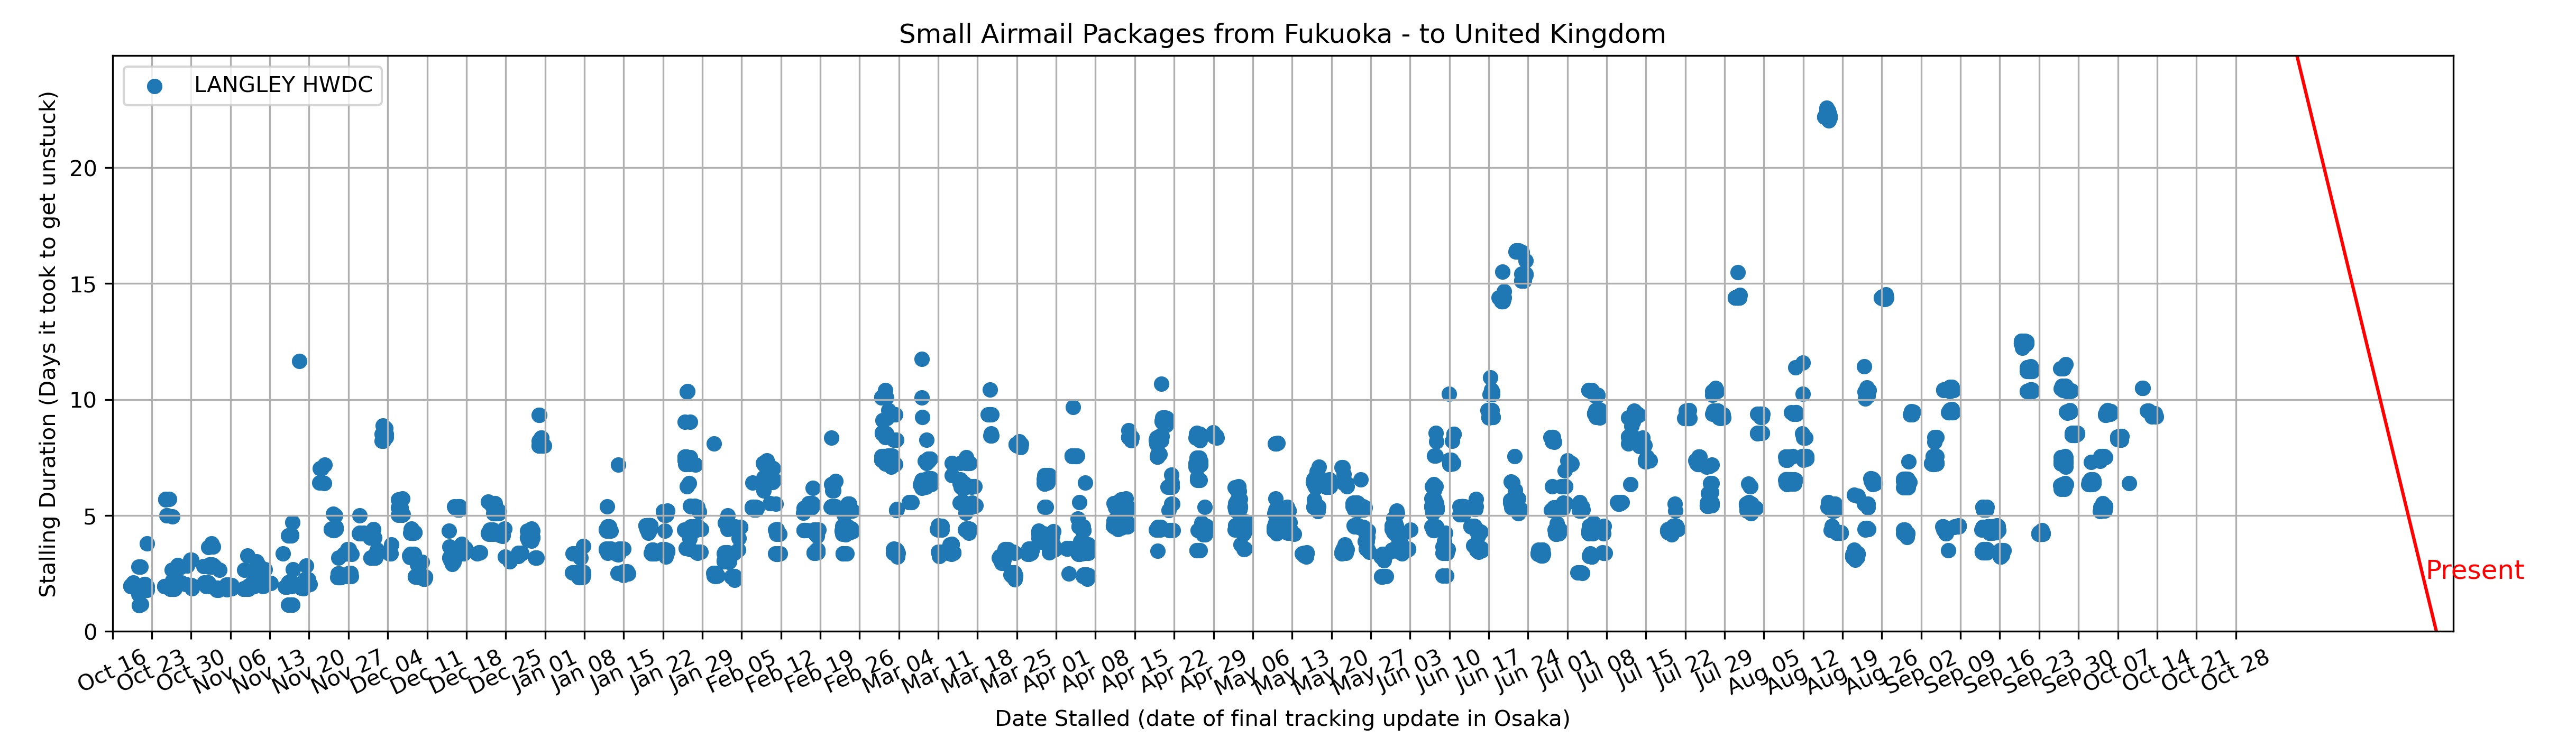 Small Airmail Packages from Fukuoka - to United Kingdom
LANGLEY HWDC
Stalling Duration (Days it took to get unstuck)
20
15
10
5
0
Present
Oct 16
Oct 23
Oct 30
Nov 06
Nov 13
Nov 20
Nov 27
Dec 04
Dec 11
Dec 18
Dec 25
Jan 01
Jan 08
Jan 15
Jan 22
Jan 29
Feb 05
Feb 12
Feb 19
Feb 26
Mar 04
Mar 11
Mar 18
Mar 25
Apr 01
Apr 08
Apr 15
Apr 22
Apr 29
May 06
May 13
May 20
May 27
Jun 03
Jun 10
Jun 17
Jun 24
Jul 01
Jul 08
Jul 15
Jul 22
Jul 29
Aug 05
Aug 12
Aug 19
Aug 26
Sep 02
Sep 09
Sep 16
Sep 23
Sep 30
Oct 07
Oct 14
Oct 21
Oct 28
Date Stalled (date of final tracking update in Osaka)